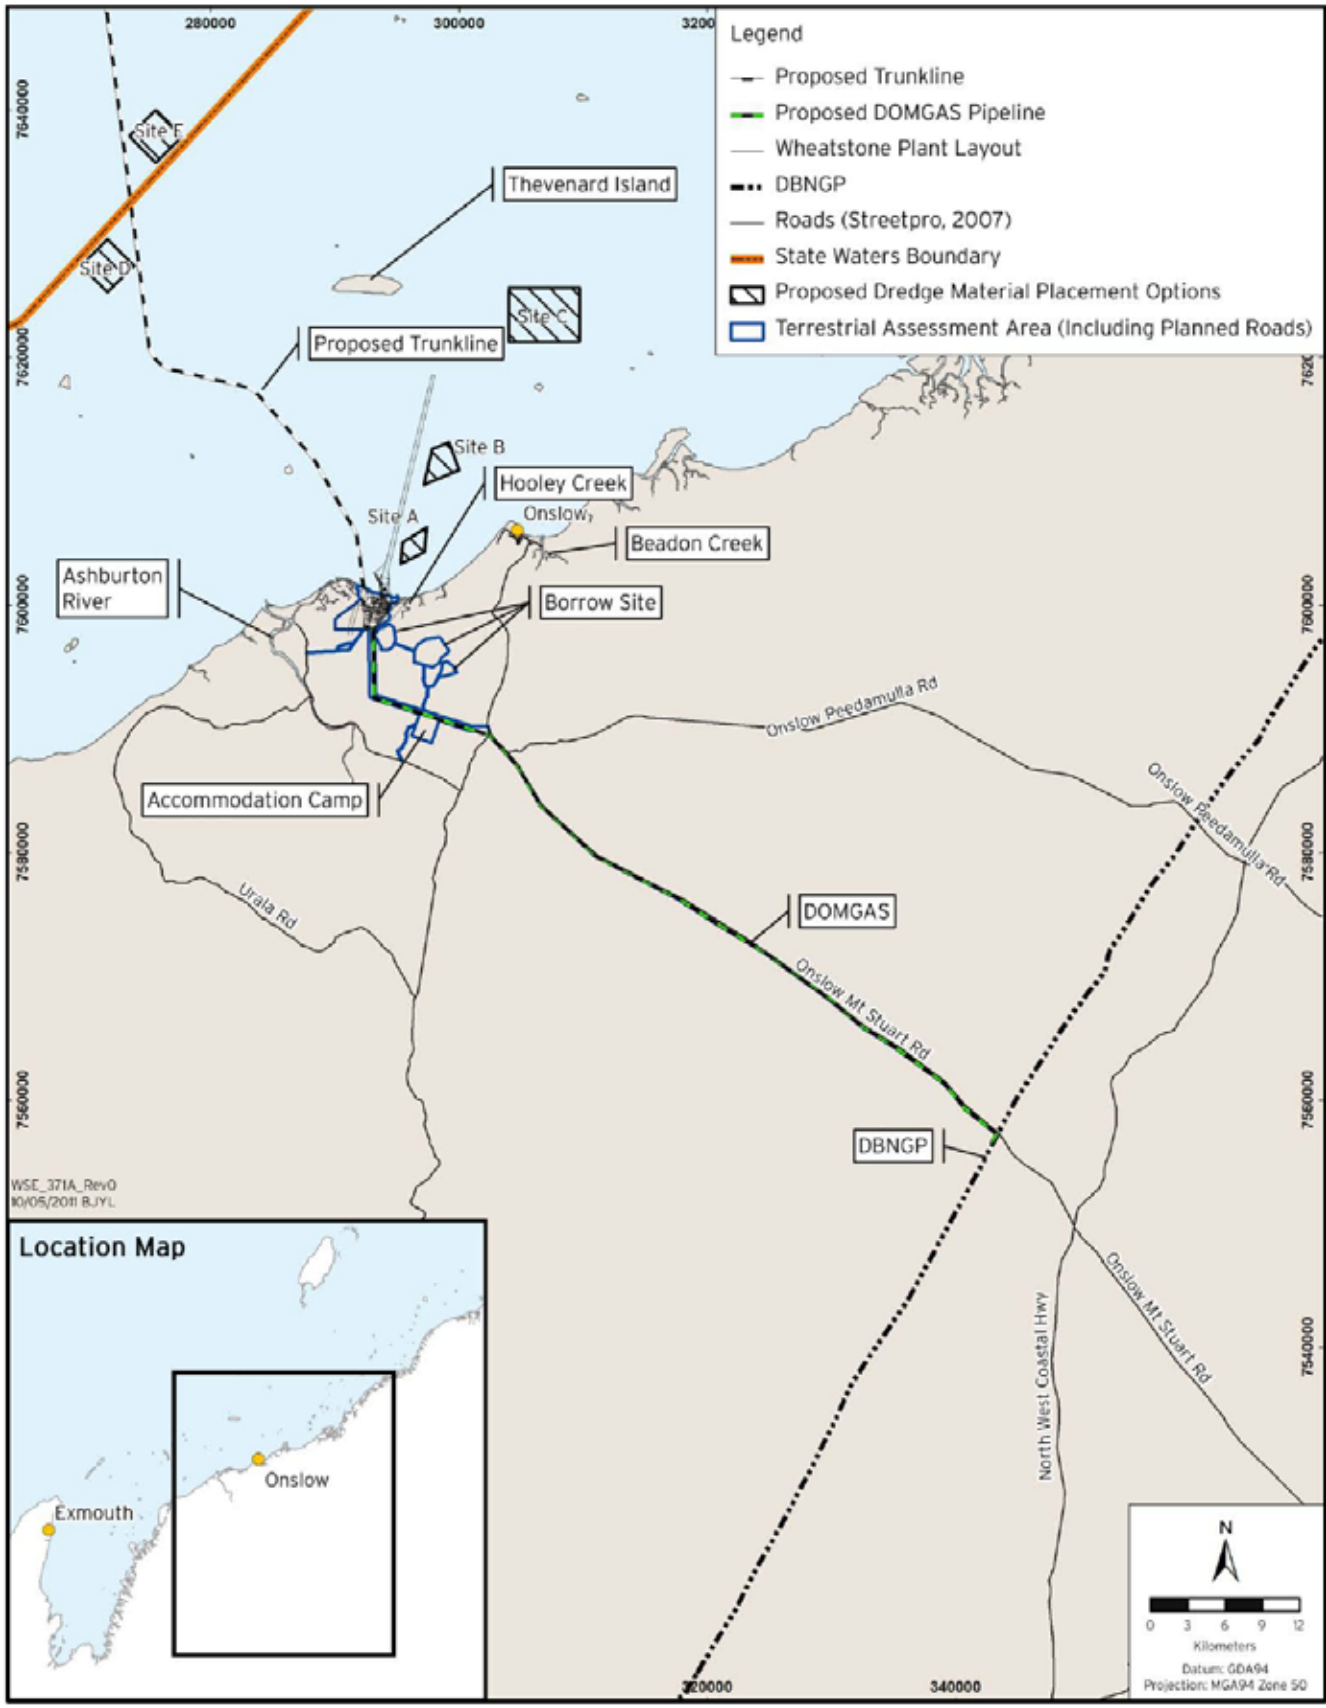 280000
300000
3200
Legend
Proposed Trunkline
Proposed DOMGAS Pipeline
Wheatstone Plant Layout
DBNGP
Roads (Streetpro, 2007)
State Waters Boundary
Proposed Dredge Material Placement Options
Terrestrial Assessment Area (Including Planned Roads)
7640000
Site E
Thevenard Island
Site D
Site C
Proposed Trunkline
7620000
7620
Site B
Hooley Creek
Site A
Onslow
Beadon Creek
Ashburton
River
Borrow Site
7600000
7600000
Onslow Peedamulla Rd
Onslow Peedamulla Rd
Accommodation Camp
7580000
7580000
Urala Rd
DOMGAS
Onslow Mt Stuart Rd
7560000
7560000
DBNGP
WSE_371A_Rev0
10/05/2011 BJYL
Location Map
Onslow Mt Stuart Rd
North West Coastal Hwy
7540000
Onslow
Exmouth
N
0 3 6 9 12
Kilometers
Datum: GDA94
Projection: MGA94 Zone 50
320000
340000